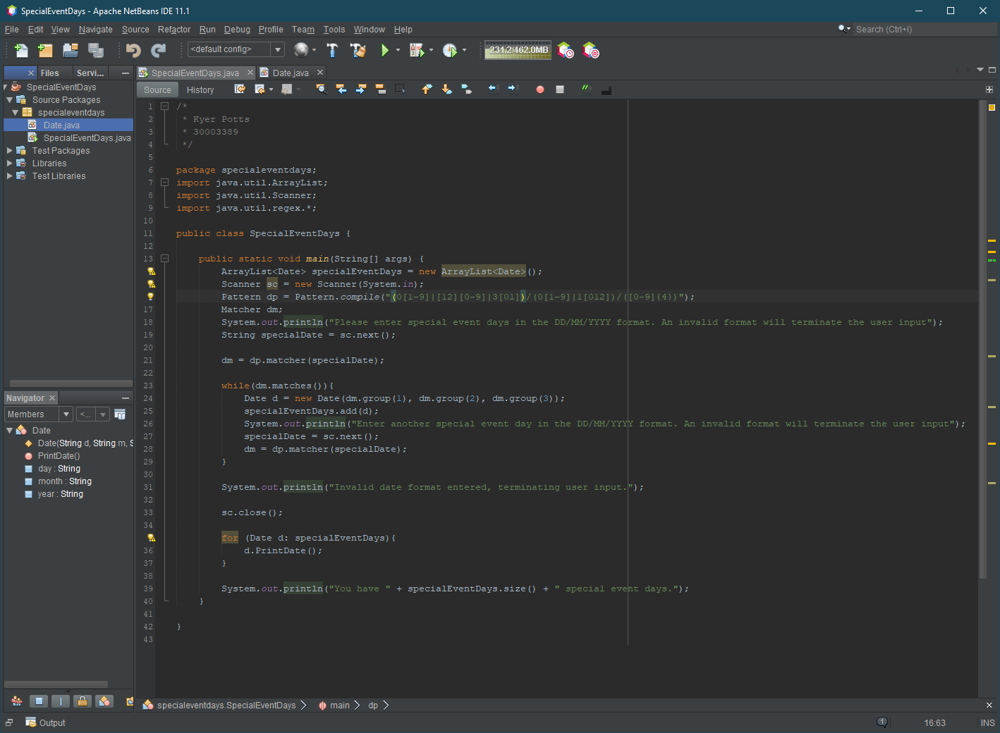 SpecialEventDays - Apache NetBeans IDE 11.1
File Edit View Navigate Source Refactor Run Debug Profile Team Tools Window Help
Search (Ctrl+I)
<default config>
231.2/462.0MB
Files Servi...
SpecialEventDays.java Date.java
Source History
SpecialEventDays
Source Packages
specialeventdays
Date.java
SpecialEventDays.java
Test Packages
Libraries
Test Libraries
Navigator
Members <...
Date
Date(String d, String m, S
PrintDate()
day : String
month : String
year : String
1 /*
2 * Kyer Potts
3 * 30003389
4 */
5
6 package specialeventdays;
7 import java.util.ArrayList;
8 import java.util.Scanner;
9 import java.util.regex.*;
10
11 public class SpecialEventDays {
12
13 public static void main(String[] args) {
ArrayList<Date> specialEventDays = new ArrayList<Date>();
Scanner sc = new Scanner(System.in);
Pattern dp = Pattern.compile("(0[1-9]|[12][0-9]|3[01])/(0[1-9]|1[012])/([0-9]{4})");
17 Matcher dm;
18 System.out.println("Please enter special event days in the DD/MM/YYYY format. An invalid format will terminate the user input");
19 String specialDate = sc.next();
20
21 dm = dp.matcher(specialDate);
22
23 while(dm.matches()){
24 Date d = new Date(dm.group(1), dm.group(2), dm.group(3));
25 specialEventDays.add(d);
26 System.out.println("Enter another special event day in the DD/MM/YYYY format. An invalid format will terminate the user input");
27 specialDate = sc.next();
28 dm = dp.matcher(specialDate);
29 }
30
31 System.out.println("Invalid date format entered, terminating user input.");
32
33 sc.close();
34
for (Date d: specialEventDays){
36 d.PrintDate();
37 }
38
39 System.out.println("You have " + specialEventDays.size() + " special event days.");
40 }
41
42 }
43
specialeventdays.SpecialEventDays main dp
Output
1 16:63 INS